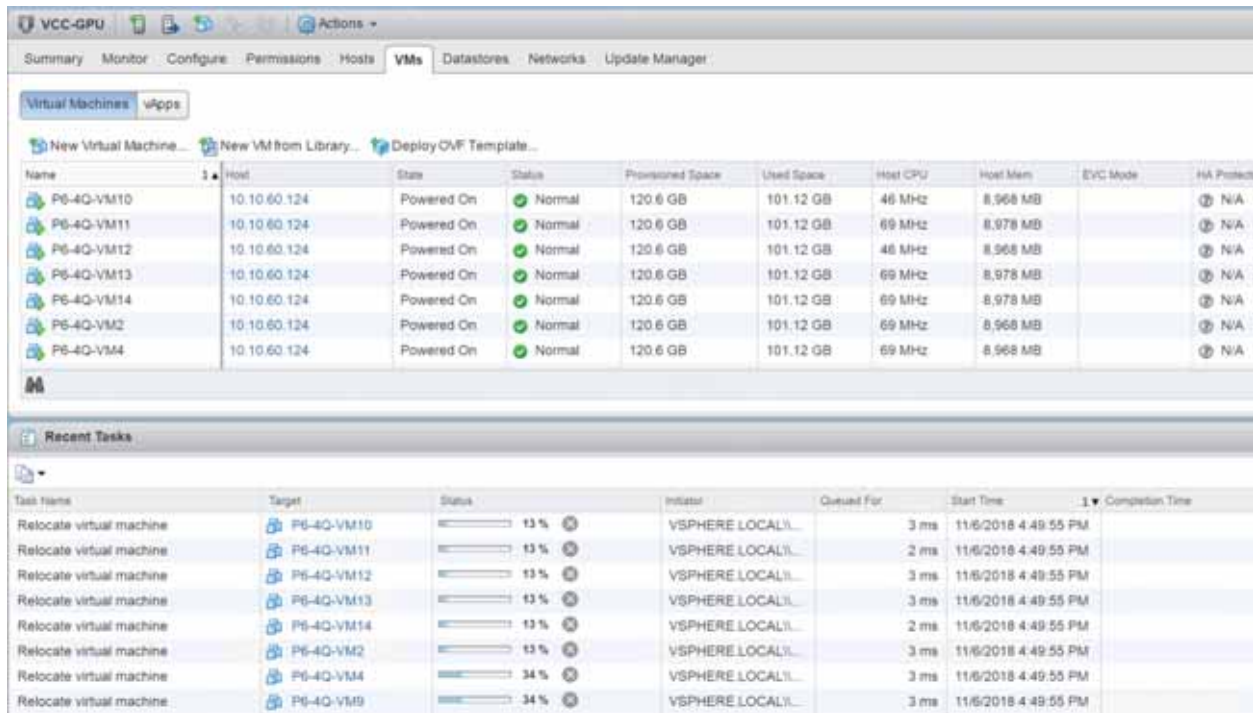 VCC-GPU Actions
Summary Monitor Configure Permissions Hosts VMs Datastores Networks Update Manager
Virtual Machines vApps
New Virtual Machine... New VM from Library... Deploy OVF Template...
Name 1 Host State Status Provisioned Space Used Space Host CPU Host Mem EVC Mode HA Protect
P6-4Q-VM10 10.10.60.124 Powered On Normal 120.6 GB 101.12 GB 46 MHz 8,968 MB N/A
P6-4Q-VM11 10.10.60.124 Powered On Normal 120.6 GB 101.12 GB 69 MHz 8,978 MB N/A
P6-4Q-VM12 10.10.60.124 Powered On Normal 120.6 GB 101.12 GB 46 MHz 8,968 MB N/A
P6-4Q-VM13 10.10.60.124 Powered On Normal 120.6 GB 101.12 GB 69 MHz 8,978 MB N/A
P6-4Q-VM14 10.10.60.124 Powered On Normal 120.6 GB 101.12 GB 69 MHz 8,978 MB N/A
P6-4Q-VM2 10.10.60.124 Powered On Normal 120.6 GB 101.12 GB 69 MHz 8,968 MB N/A
P6-4Q-VM4 10.10.60.124 Powered On Normal 120.6 GB 101.12 GB 69 MHz 8,968 MB N/A
Recent Tasks
Task Name Target Status Initiator Queued For Start Time 1 Completion Time
Relocate virtual machine P6-4Q-VM10 13 % VSPHERE.LOCAL\\... 3 ms 11/6/2018 4:49:55 PM
Relocate virtual machine P6-4Q-VM11 13 % VSPHERE.LOCAL\\... 2 ms 11/6/2018 4:49:55 PM
Relocate virtual machine P6-4Q-VM12 13 % VSPHERE.LOCAL\\... 3 ms 11/6/2018 4:49:55 PM
Relocate virtual machine P6-4Q-VM13 13 % VSPHERE.LOCAL\\... 3 ms 11/6/2018 4:49:55 PM
Relocate virtual machine P6-4Q-VM14 13 % VSPHERE.LOCAL\\... 2 ms 11/6/2018 4:49:55 PM
Relocate virtual machine P6-4Q-VM2 13 % VSPHERE.LOCAL\\... 3 ms 11/6/2018 4:49:55 PM
Relocate virtual machine P6-4Q-VM4 34 % VSPHERE.LOCAL\\... 3 ms 11/6/2018 4:49:55 PM
Relocate virtual machine P6-4Q-VM9 34 % VSPHERE.LOCAL\\... 3 ms 11/6/2018 4:49:55 PM